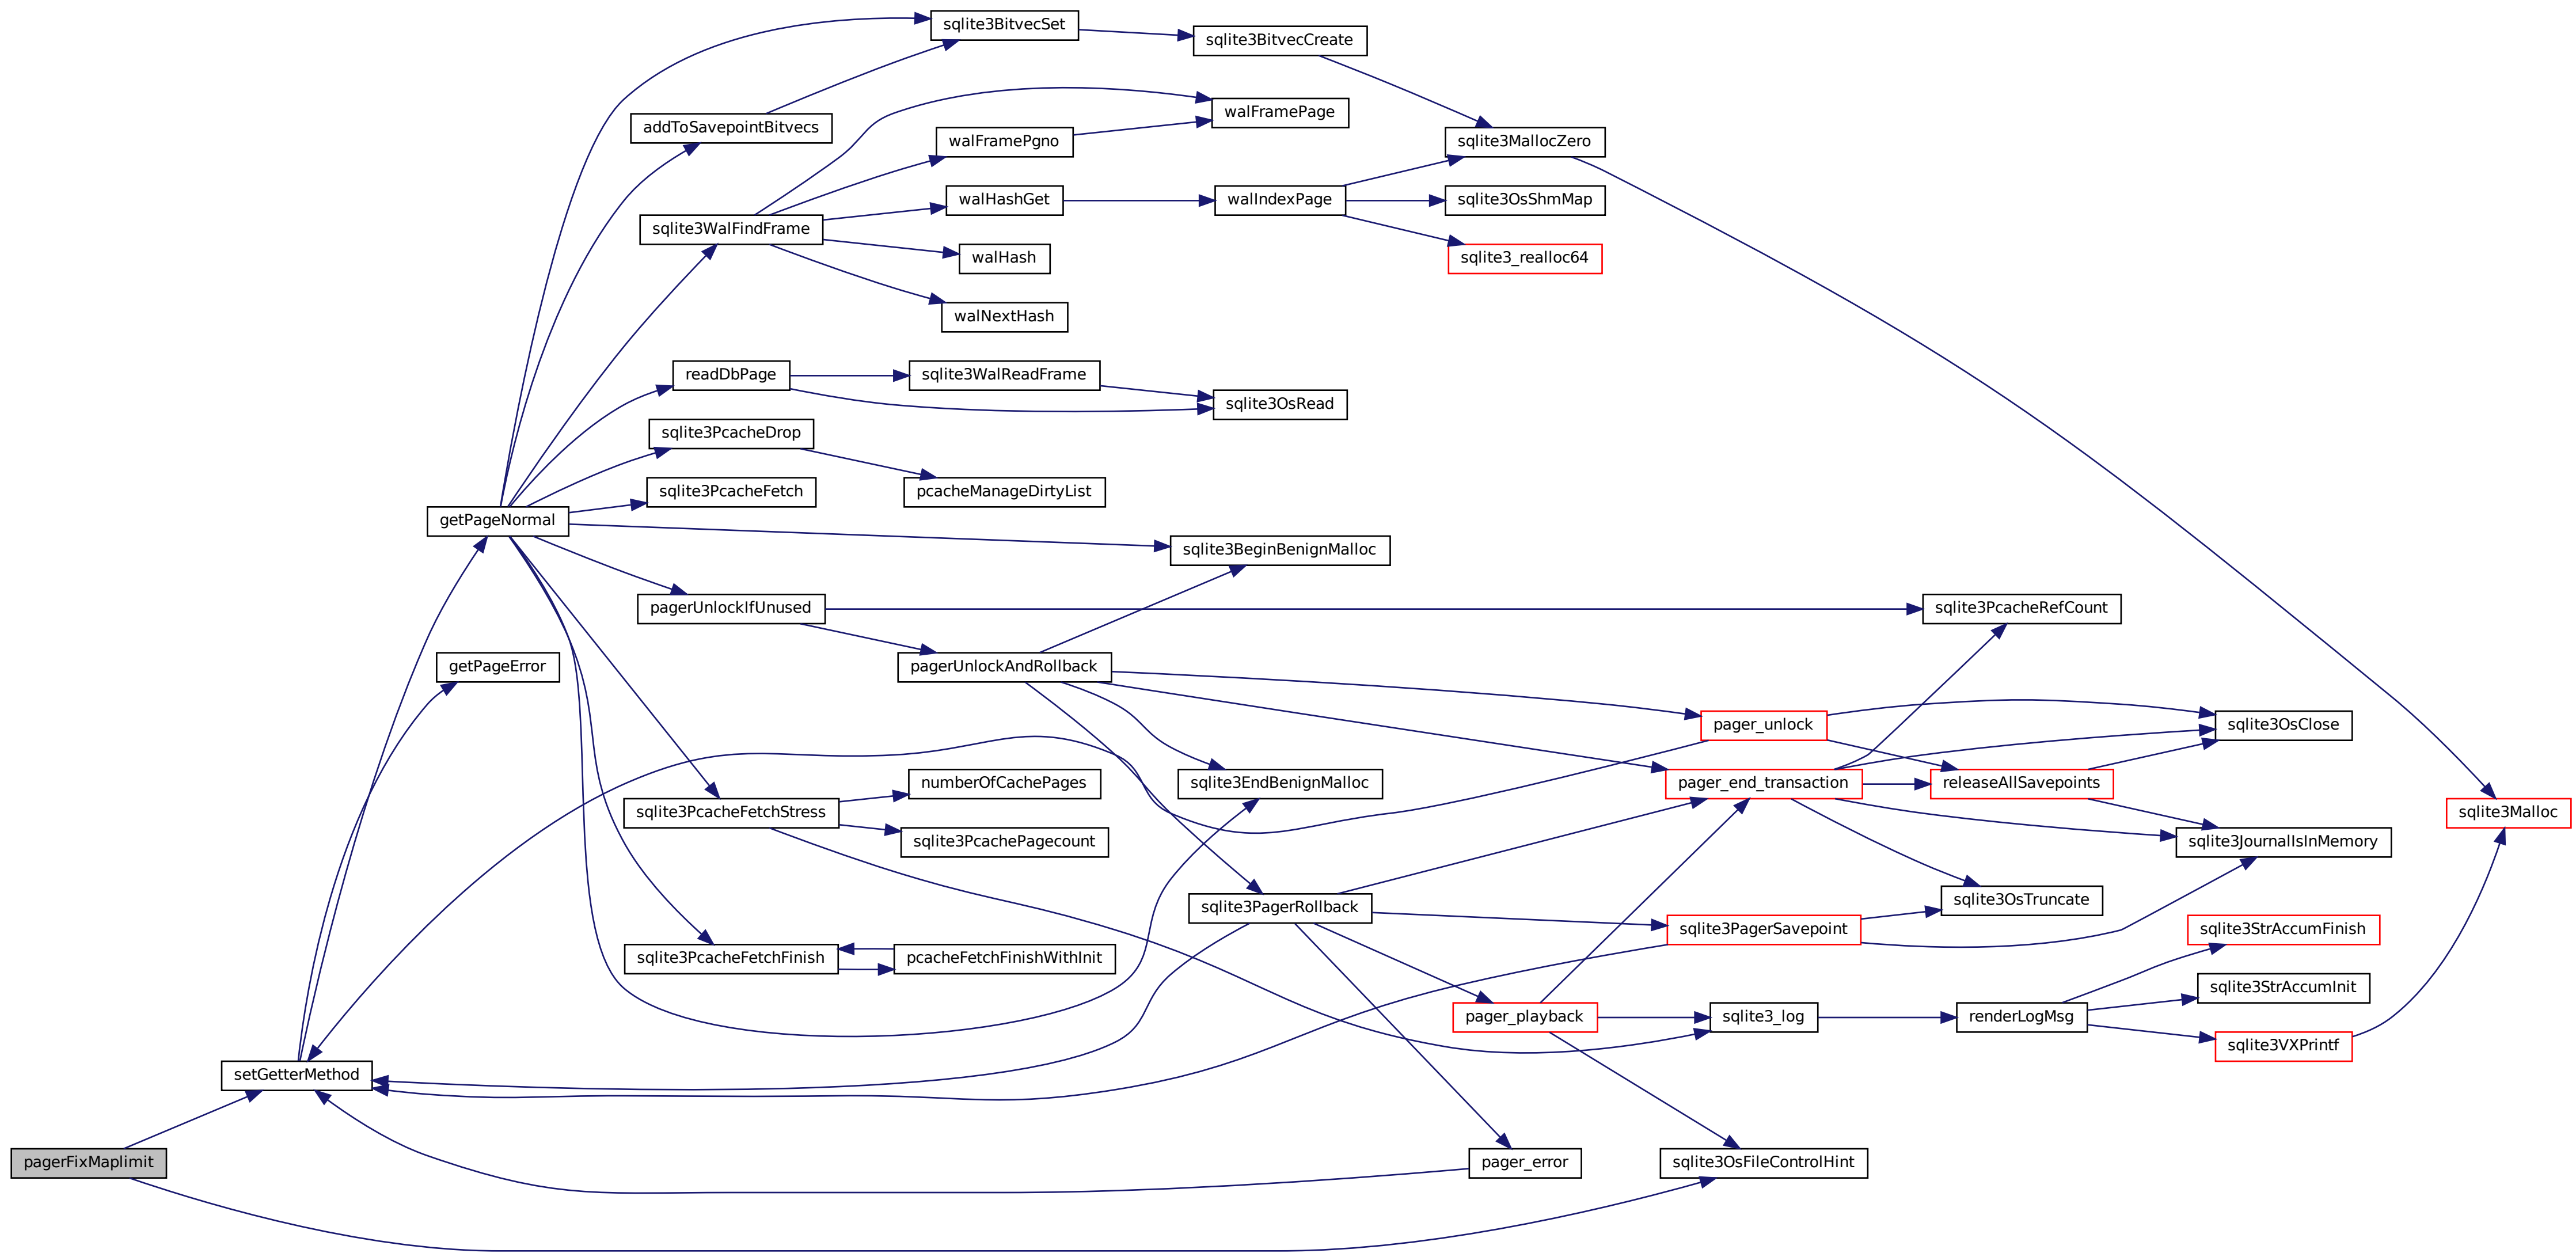 sqlite3BitvecSet
sqlite3BitvecCreate
walFramePage
addToSavepointBitvecs
walFramePgno
sqlite3MallocZero
walHashGet
walIndexPage
sqlite3OsShmMap
sqlite3WalFindFrame
walHash
sqlite3_realloc64
walNextHash
readDbPage
sqlite3WalReadFrame
sqlite3OsRead
sqlite3PcacheDrop
sqlite3PcacheFetch
pcacheManageDirtyList
getPageNormal
sqlite3BeginBenignMalloc
pagerUnlockIfUnused
sqlite3PcacheRefCount
getPageError
pagerUnlockAndRollback
pager_unlock
sqlite3OsClose
numberOfCachePages
sqlite3EndBenignMalloc
pager_end_transaction
releaseAllSavepoints
sqlite3PcacheFetchStress
sqlite3Malloc
sqlite3PcachePagecount
sqlite3JournalIsInMemory
sqlite3PagerRollback
sqlite3OsTruncate
sqlite3PagerSavepoint
sqlite3StrAccumFinish
sqlite3PcacheFetchFinish
pcacheFetchFinishWithInit
sqlite3StrAccumInit
pager_playback
sqlite3_log
renderLogMsg
sqlite3VXPrintf
setGetterMethod
pagerFixMaplimit
pager_error
sqlite3OsFileControlHint